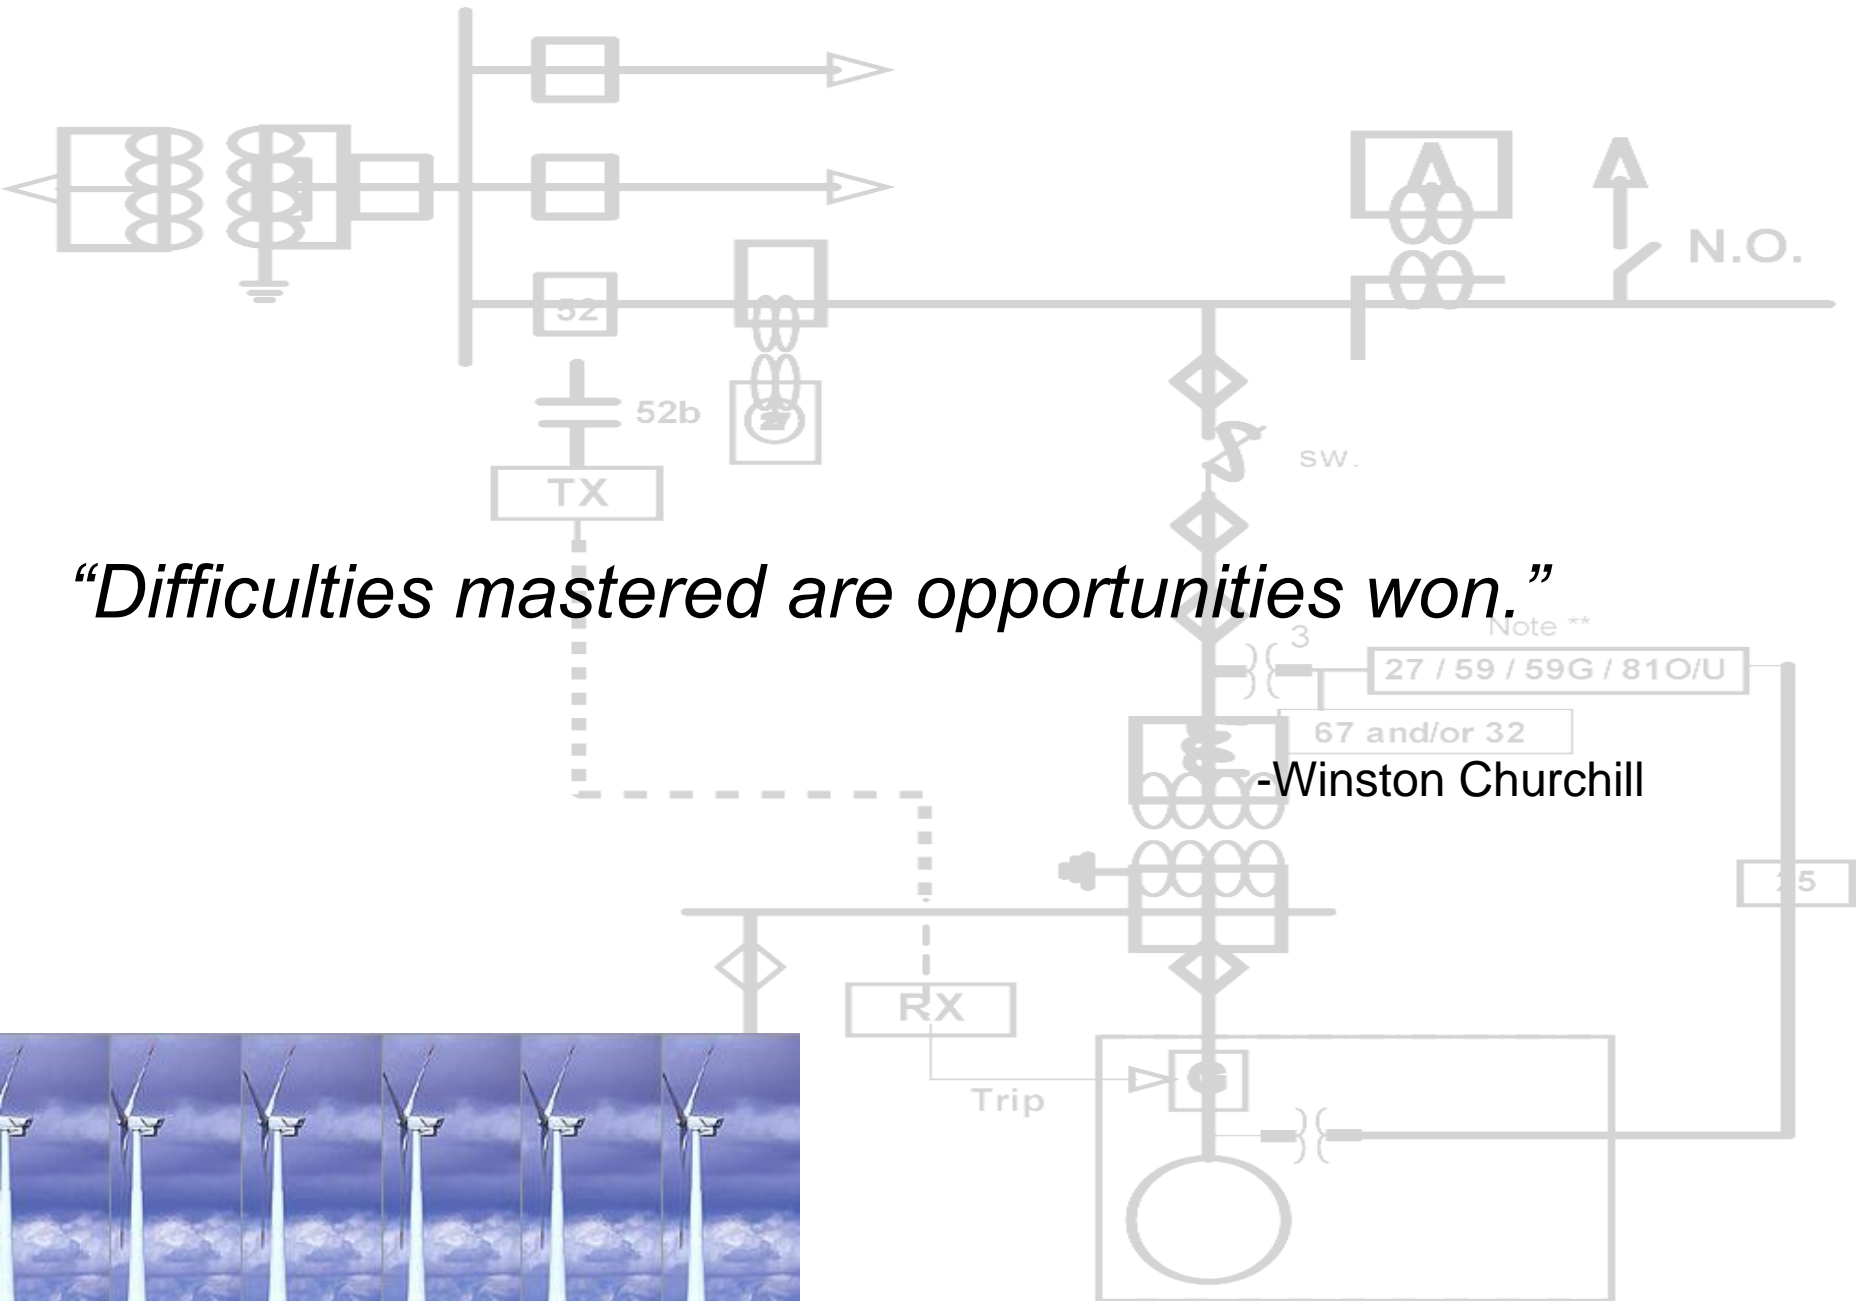 N.O.
52
52b
27
sw.
TX
“Difficulties mastered are opportunities won.”
Note **
3
27 / 59 / 59G / 81O/U
67 and/or 32
-Winston Churchill
RX
G
Trip